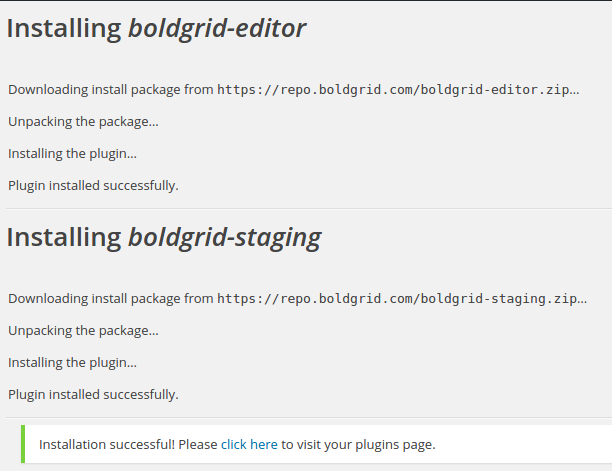 Installing boldgrid-editor
Downloading install package from https://repo.boldgrid.com/boldgrid-editor.zip…
Unpacking the package…
Installing the plugin…
Plugin installed successfully.
Installing boldgrid-staging
Downloading install package from https://repo.boldgrid.com/boldgrid-staging.zip…
Unpacking the package…
Installing the plugin…
Plugin installed successfully.
Installation successful! Please click here to visit your plugins page.